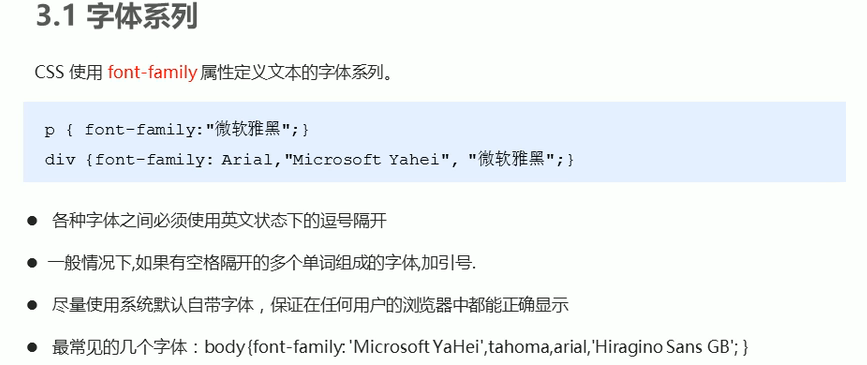 3.1 字体系列
CSS 使用 font-family 属性定义文本的字体系列。
p { font-family:"微软雅黑";}
div {font-family: Arial,"Microsoft Yahei", "微软雅黑";}
● 各种字体之间必须使用英文状态下的逗号隔开
● 一般情况下,如果有空格隔开的多个单词组成的字体,加引号.
● 尽量使用系统默认自带字体，保证在任何用户的浏览器中都能正确显示
● 最常见的几个字体：body{font-family: 'Microsoft YaHei',tahoma,arial,'Hiragino Sans GB'; }